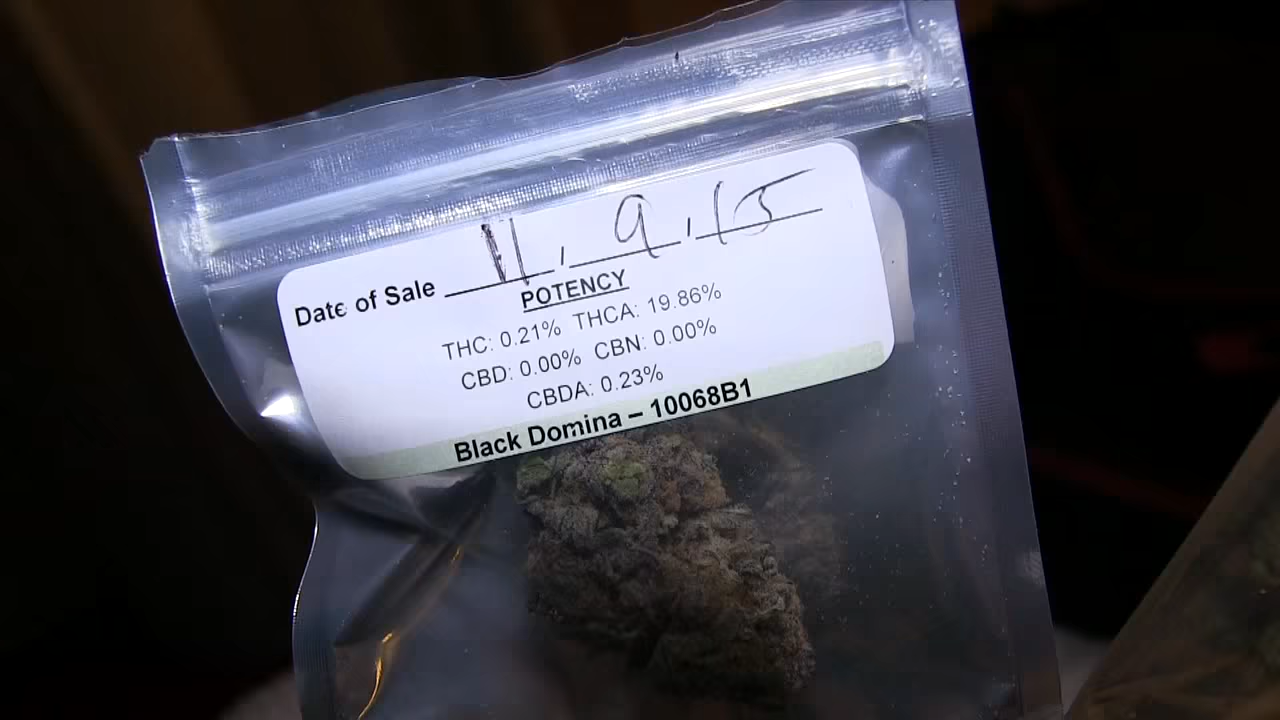 Date of Sale 11, 9, 15
POTENCY
THC: 0.21% THCA: 19.86%
CBD: 0.00% CBN: 0.00%
CBDA: 0.23%
Black Domina – 10068B1